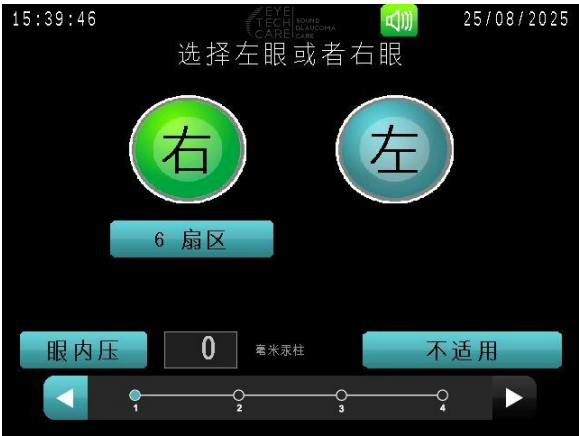 15:39:46
EYE TECH CARE
SOUND GLAUCOMA CARE
25/08/2025
选择左眼或者右眼
右
左
6 扇区
眼内压
0
毫米汞柱
不适用
1
2
3
4